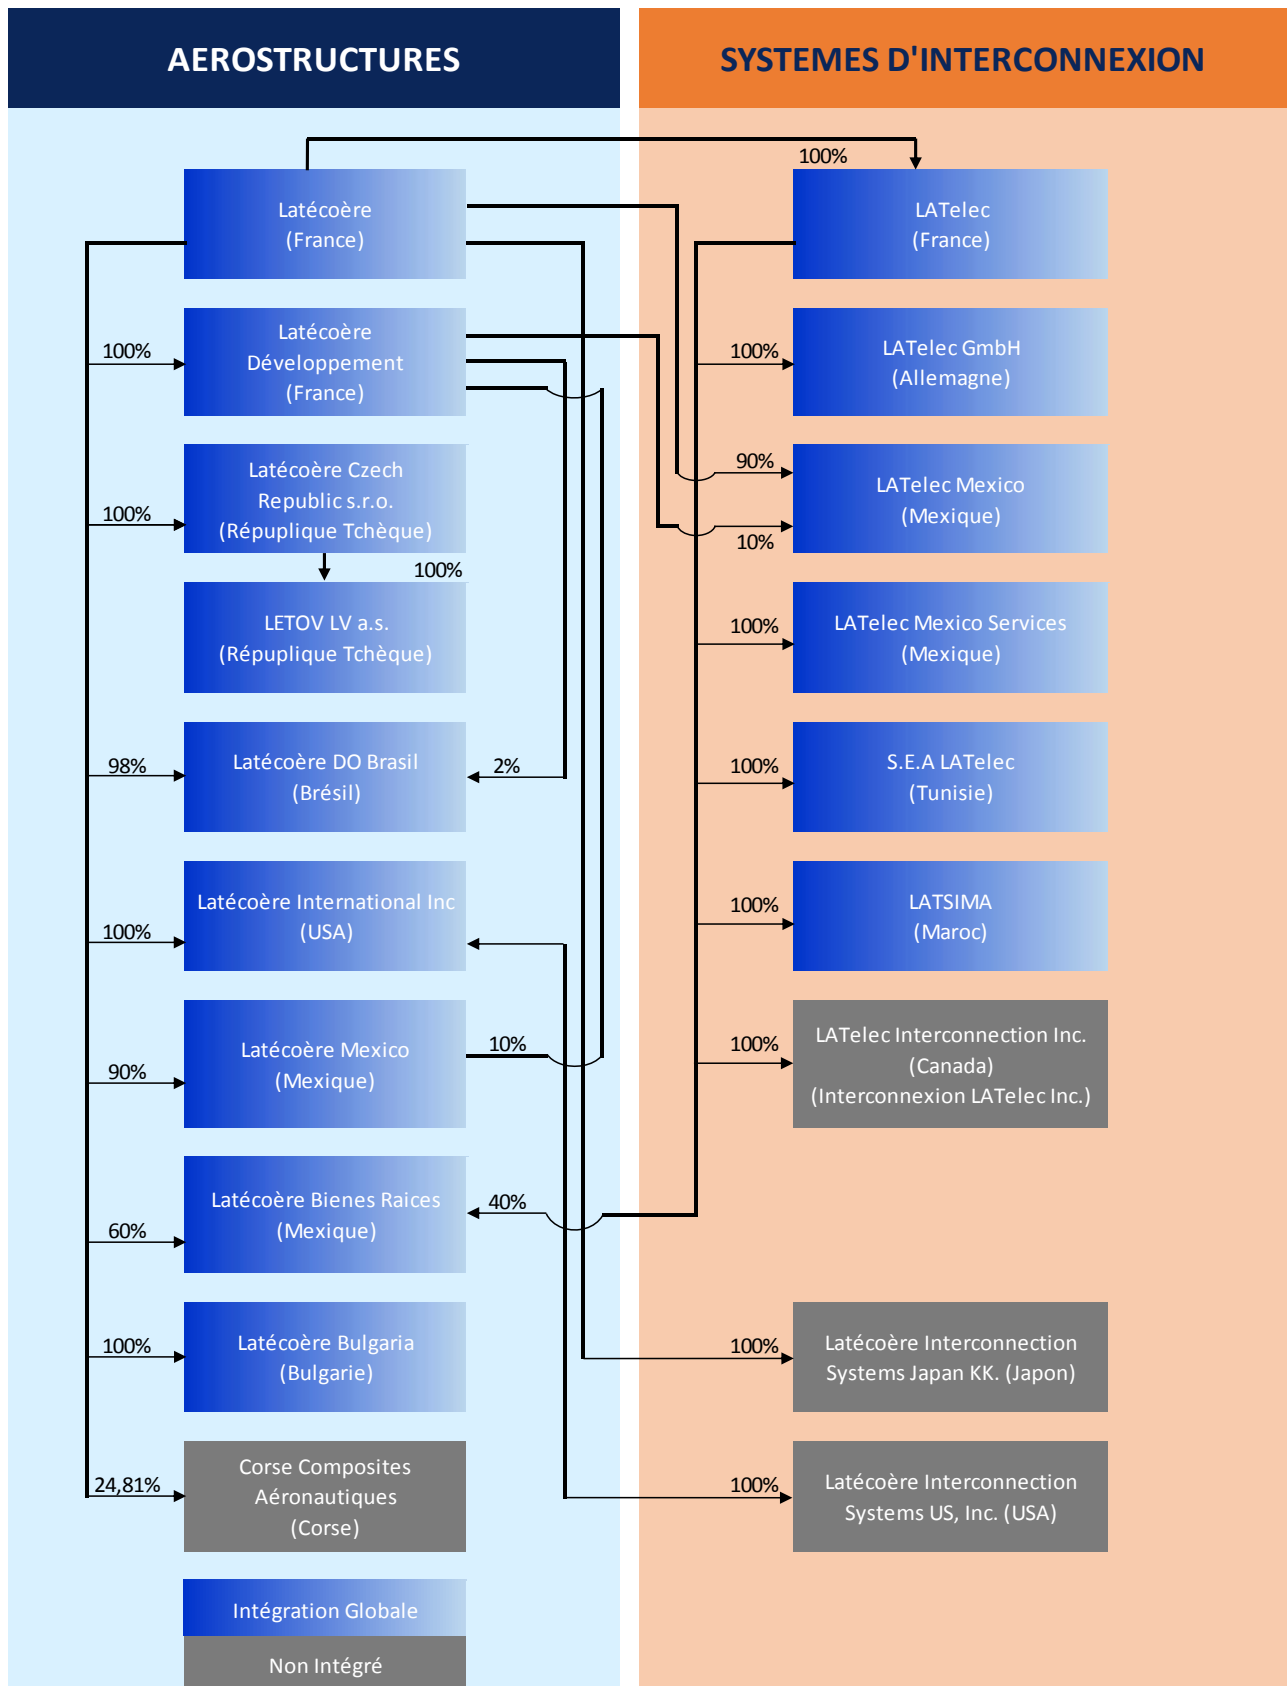 AEROSTRUCTURES
SYSTEMES D'INTERCONNEXION
100%
Latécoère
(France)
LATelec
(France)
100%
Latécoère
Développement
(France)
100%
LATelec GmbH
(Allemagne)
100%
Latécoère Czech
Republic s.r.o.
(Répuplique Tchèque)
90%
10%
LATelec Mexico
(Mexique)
100%
LETOV LV a.s.
(Répuplique Tchèque)
100%
LATelec Mexico Services
(Mexique)
98%
Latécoère DO Brasil
(Brésil)
2%
100%
S.E.A LATelec
(Tunisie)
100%
Latécoère International Inc
(USA)
100%
LATSIMA
(Maroc)
90%
Latécoère Mexico
(Mexique)
10%
100%
LATelec Interconnection Inc.
(Canada)
(Interconnexion LATelec Inc.)
60%
Latécoère Bienes Raices
(Mexique)
40%
100%
Latécoère Bulgaria
(Bulgarie)
100%
Latécoère Interconnection
Systems Japan KK. (Japon)
24,81%
Corse Composites
Aéronautiques
(Corse)
100%
Latécoère Interconnection
Systems US, Inc. (USA)
Intégration Globale
Non Intégré